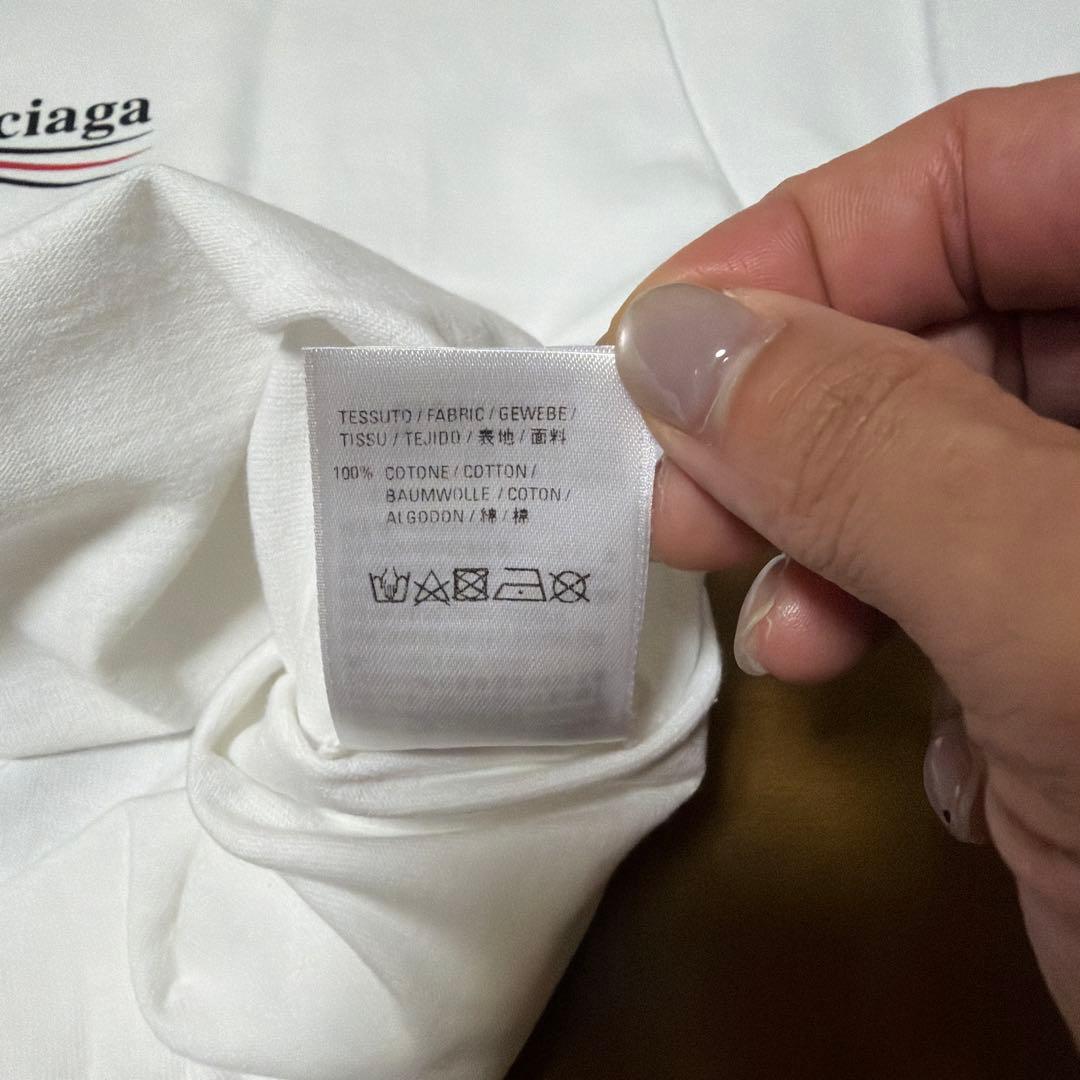 ciaga
TESSUTO / FABRIC / GEWEBE /
TISSU / TEJIDO / 表地 / 面料
100% COTONE / COTTON /
BAUMWOLLE / COTON /
ALGODON / 綿 / 棉